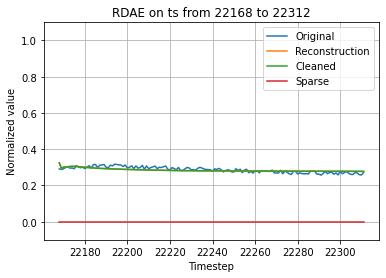 RDAE on ts from 22168 to 22312
Original
Reconstruction
Cleaned
Sparse
1.0
0.8
0.6
0.4
0.2
0.0
Normalized value
22180 22200 22220 22240 22260 22280 22300
Timestep